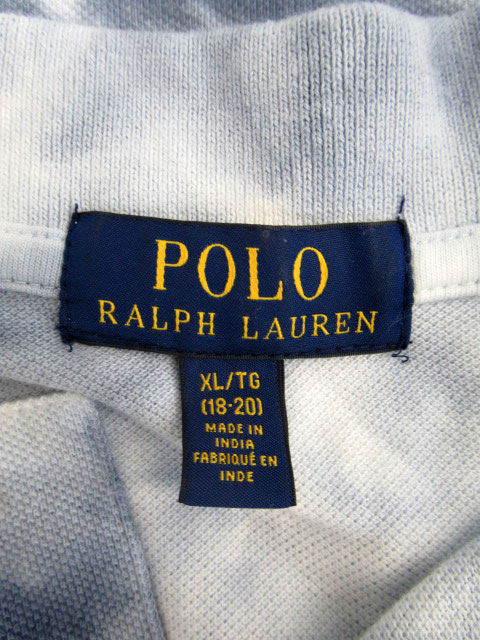 POLO
RALPH LAUREN
XL/TG
(18-20)
MADE IN
INDIA
FABRIQUÉ EN
INDE